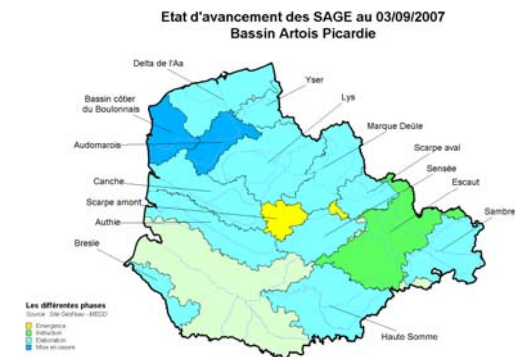 Etat d'avancement des SAGE au 03/09/2007
Bassin Artois Picardie
Delta de l'Aa
Yser
Bassin côtier
du Boulonnais
Lys
Audomarois
Marque Deûle
Scarpe aval
Sensée
Canche
Escaut
Scarpe amont
Sambre
Authie
Bresle
Haute Somme
Les différentes phases
Source : Site Gest'eau - MEDD
Emergence
Instruction
Elaboration
Mise en oeuvre